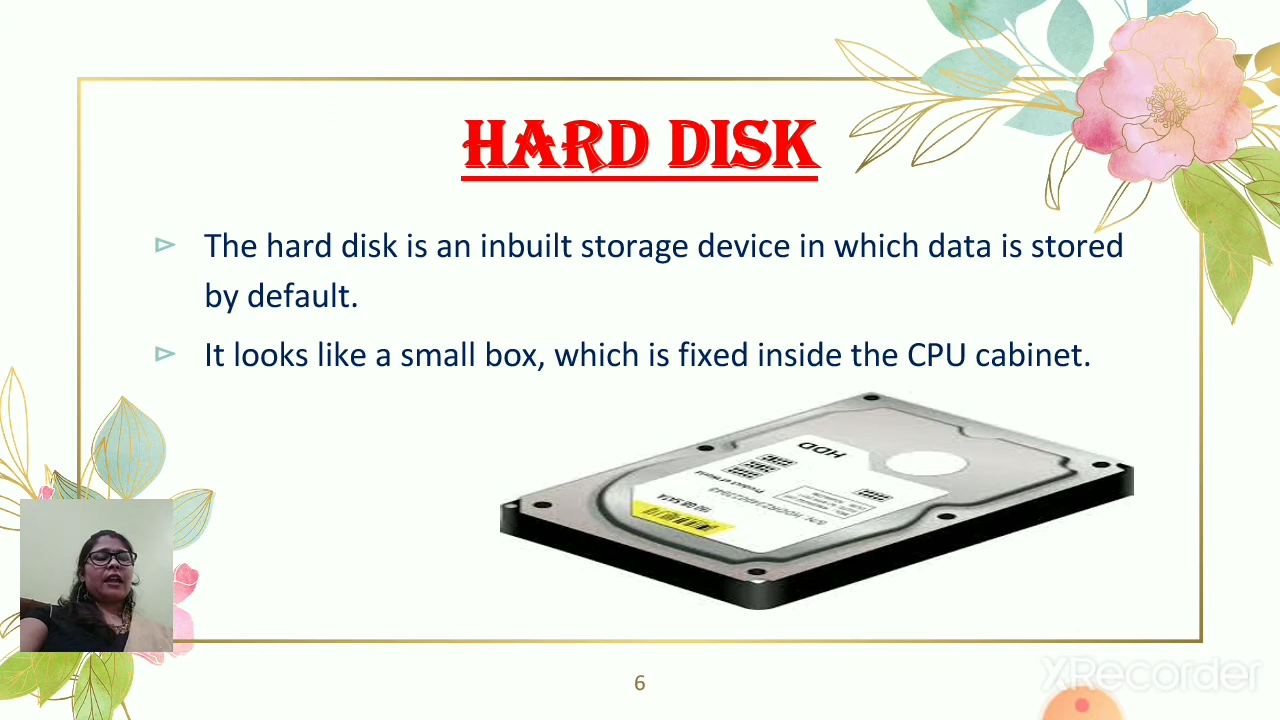 HARD DISK
The hard disk is an inbuilt storage device in which data is stored
by default.
It looks like a small box, which is fixed inside the CPU cabinet.
HDD
6
XRecorder